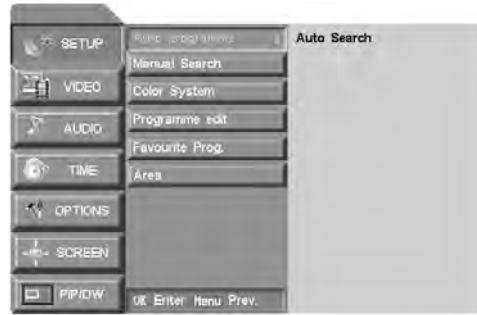 SETUP
VIDEO
AUDIO
TIME
OPTIONS
SCREEN
PIP/DW
Auto programme
Manual Search
Color System
Programme edit
Favourite Prog.
Area
OK Enter Menu Prev.
Auto Search